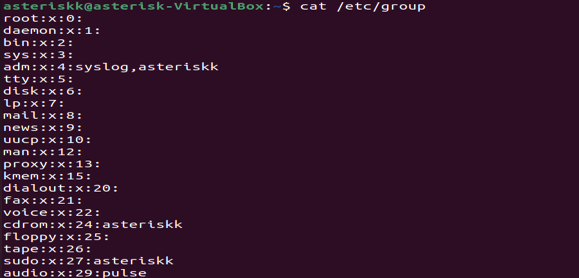 asteriskk@asterisk-VirtualBox:~$ cat /etc/group
root:x:0:
daemon:x:1:
bin:x:2:
sys:x:3:
adm:x:4:syslog,asteriskk
tty:x:5:
disk:x:6:
lp:x:7:
mail:x:8:
news:x:9:
uucp:x:10:
man:x:12:
proxy:x:13:
kmem:x:15:
dialout:x:20:
fax:x:21:
voice:x:22:
cdrom:x:24:asteriskk
floppy:x:25:
tape:x:26:
sudo:x:27:asteriskk
audio:x:29:pulse